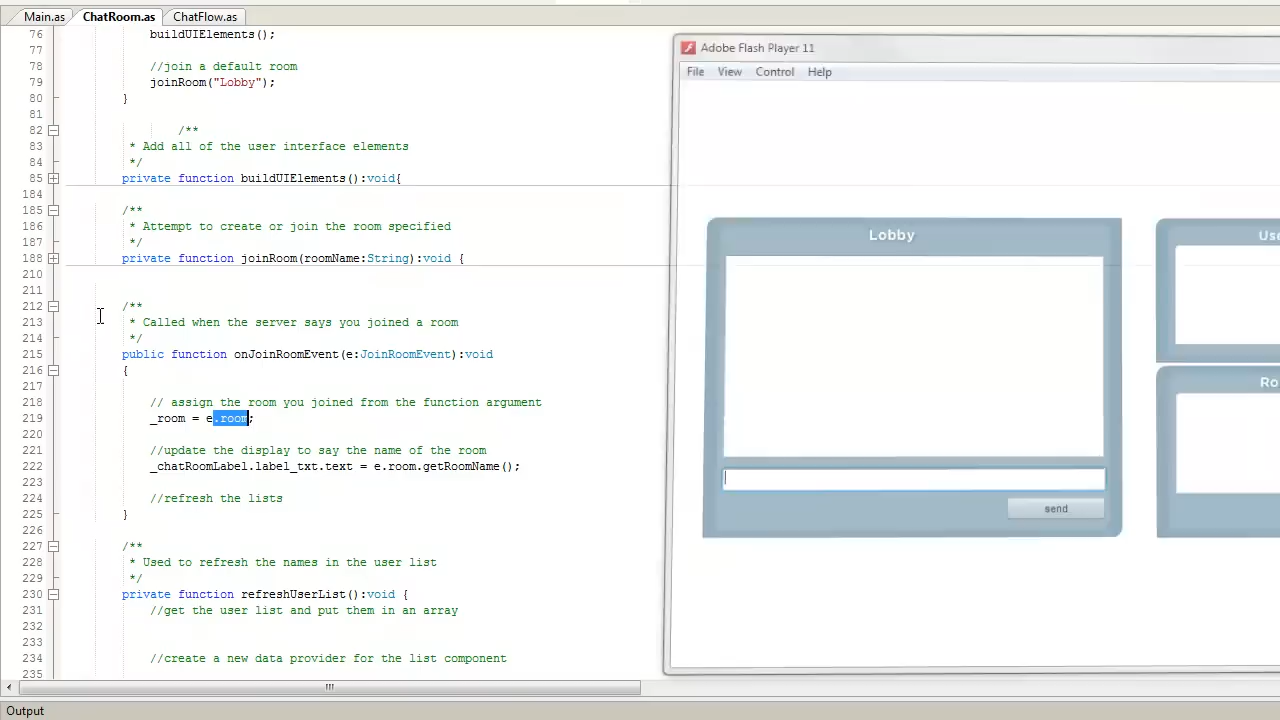 Main.as ChatRoom.as ChatFlow.as
76 buildUIElements();
77
78 //join a default room
79 joinRoom("Lobby");
80 }
81
82 /**
83 * Add all of the user interface elements
84 */
85 private function buildUIElements():void{
184
185 /**
186 * Attempt to create or join the room specified
187 */
188 private function joinRoom(roomName:String):void {
210
211
212 /**
213 * Called when the server says you joined a room
214 */
215 public function onJoinRoomEvent(e:JoinRoomEvent):void
216 {
217
218 // assign the room you joined from the function argument
219 _room = e.room;
220
221 //update the display to say the name of the room
222 _chatRoomLabel.label_txt.text = e.room.getRoomName();
223
224 //refresh the lists
225 }
226
227 /**
228 * Used to refresh the names in the user list
229 */
230 private function refreshUserList():void {
231 //get the user list and put them in an array
232
233
234 //create a new data provider for the list component
235
Output
Adobe Flash Player 11
File View Control Help
Lobby
send
Use
Ro